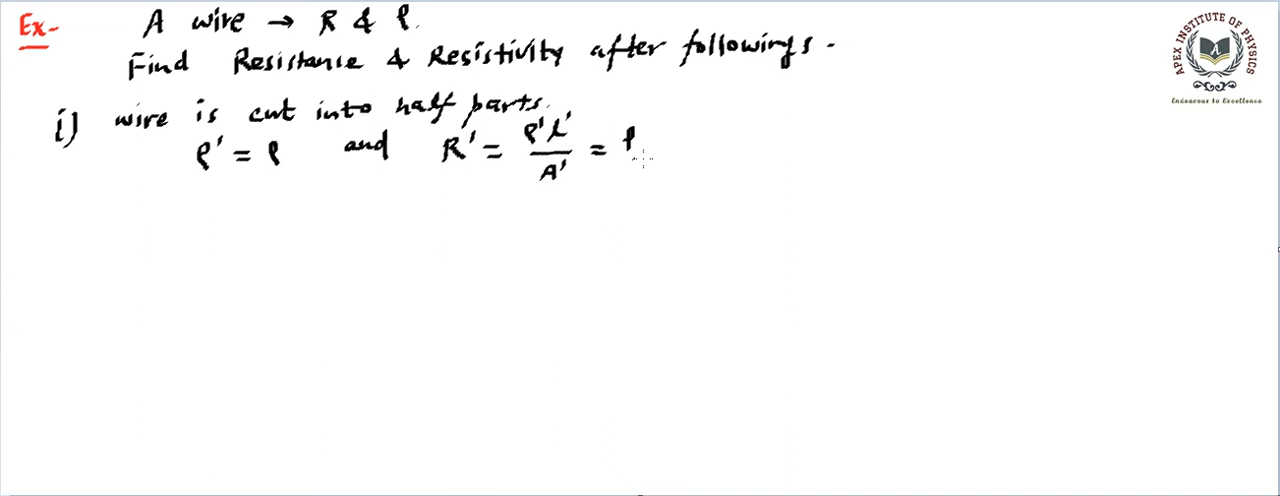 Ex- A wire → R & ρ.
Find Resistance & Resistivity after followings.
i) wire is cut into half parts.
ρ' = ρ and R' = ρ'l'/A' = ρ
APEX INSTITUTE OF PHYSICS
A
Endeavour to Excellence